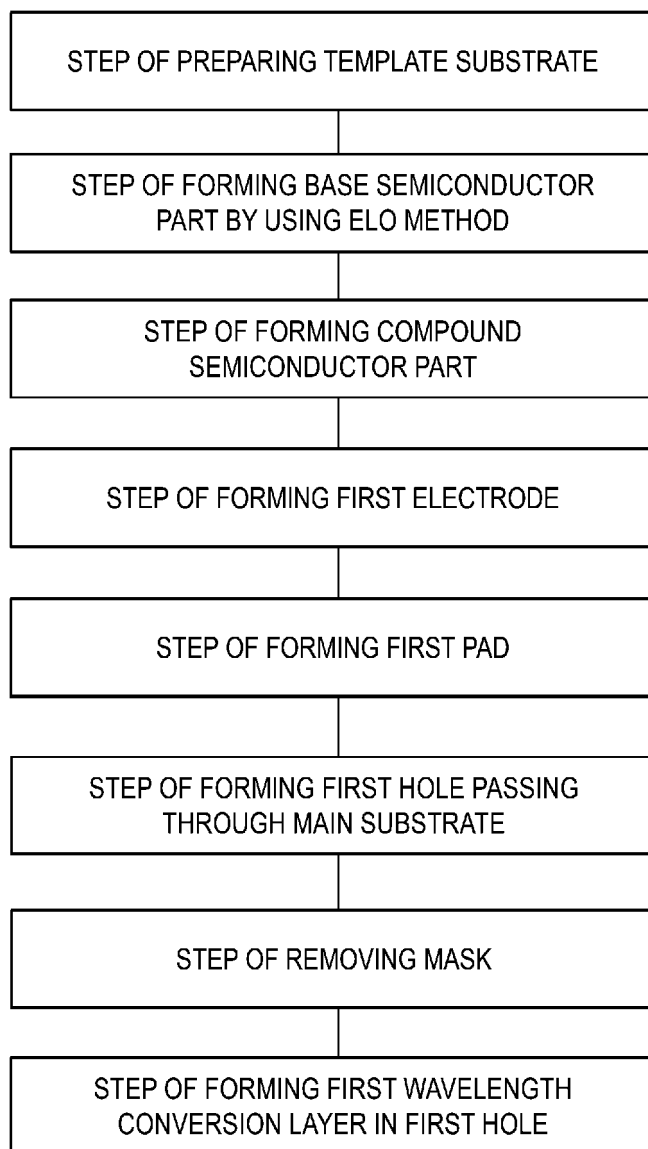 STEP OF PREPARING TEMPLATE SUBSTRATE
STEP OF FORMING BASE SEMICONDUCTOR
PART BY USING ELO METHOD
STEP OF FORMING COMPOUND
SEMICONDUCTOR PART
STEP OF FORMING FIRST ELECTRODE
STEP OF FORMING FIRST PAD
STEP OF FORMING FIRST HOLE PASSING
THROUGH MAIN SUBSTRATE
STEP OF REMOVING MASK
STEP OF FORMING FIRST WAVELENGTH
CONVERSION LAYER IN FIRST HOLE